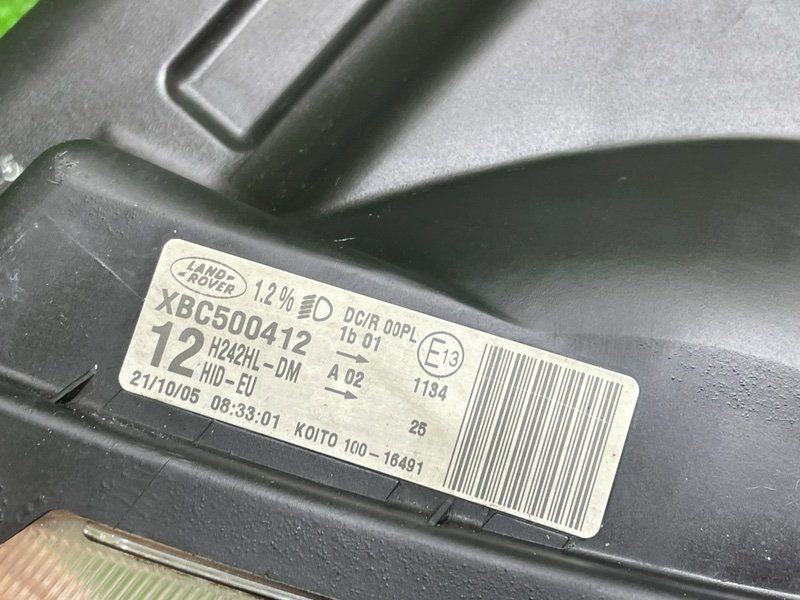 LAND-
-ROVER
1.2% DC/R 00PL
XBC500412 1b 01 E13
12 H242HL-DM A 02 1134
HID-EU
21/10/05 08:33:01 25
KOITO 100-16491